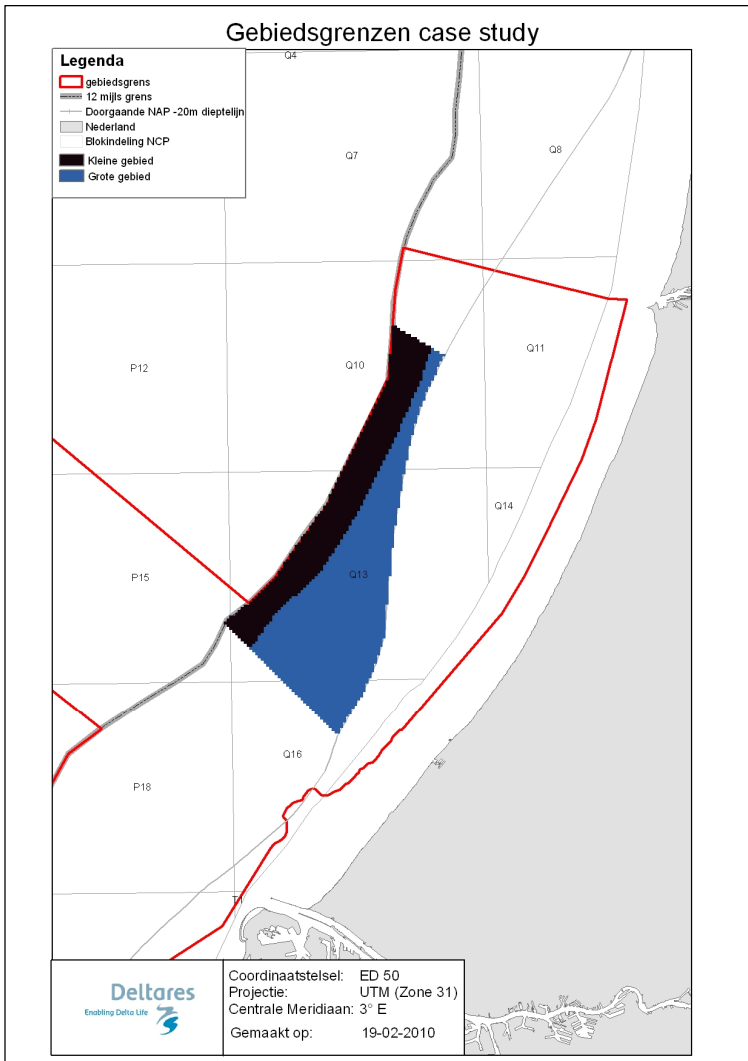 Gebiedsgrenzen case study
Legenda
gebiedsgrens
12 mijls grens
Doorgaande NAP -20m dieptelijn
Nederland
Blokindeling NCP
Kleine gebied
Grote gebied
Q4
Q7
Q8
P12
Q10
Q11
P15
Q13
Q14
P18
Q16
T1
Deltares
Enabling Delta Life
Coordinaatstelsel: ED 50
Projectie: UTM (Zone 31)
Centrale Meridiaan: 3° E
Gemaakt op: 19-02-2010